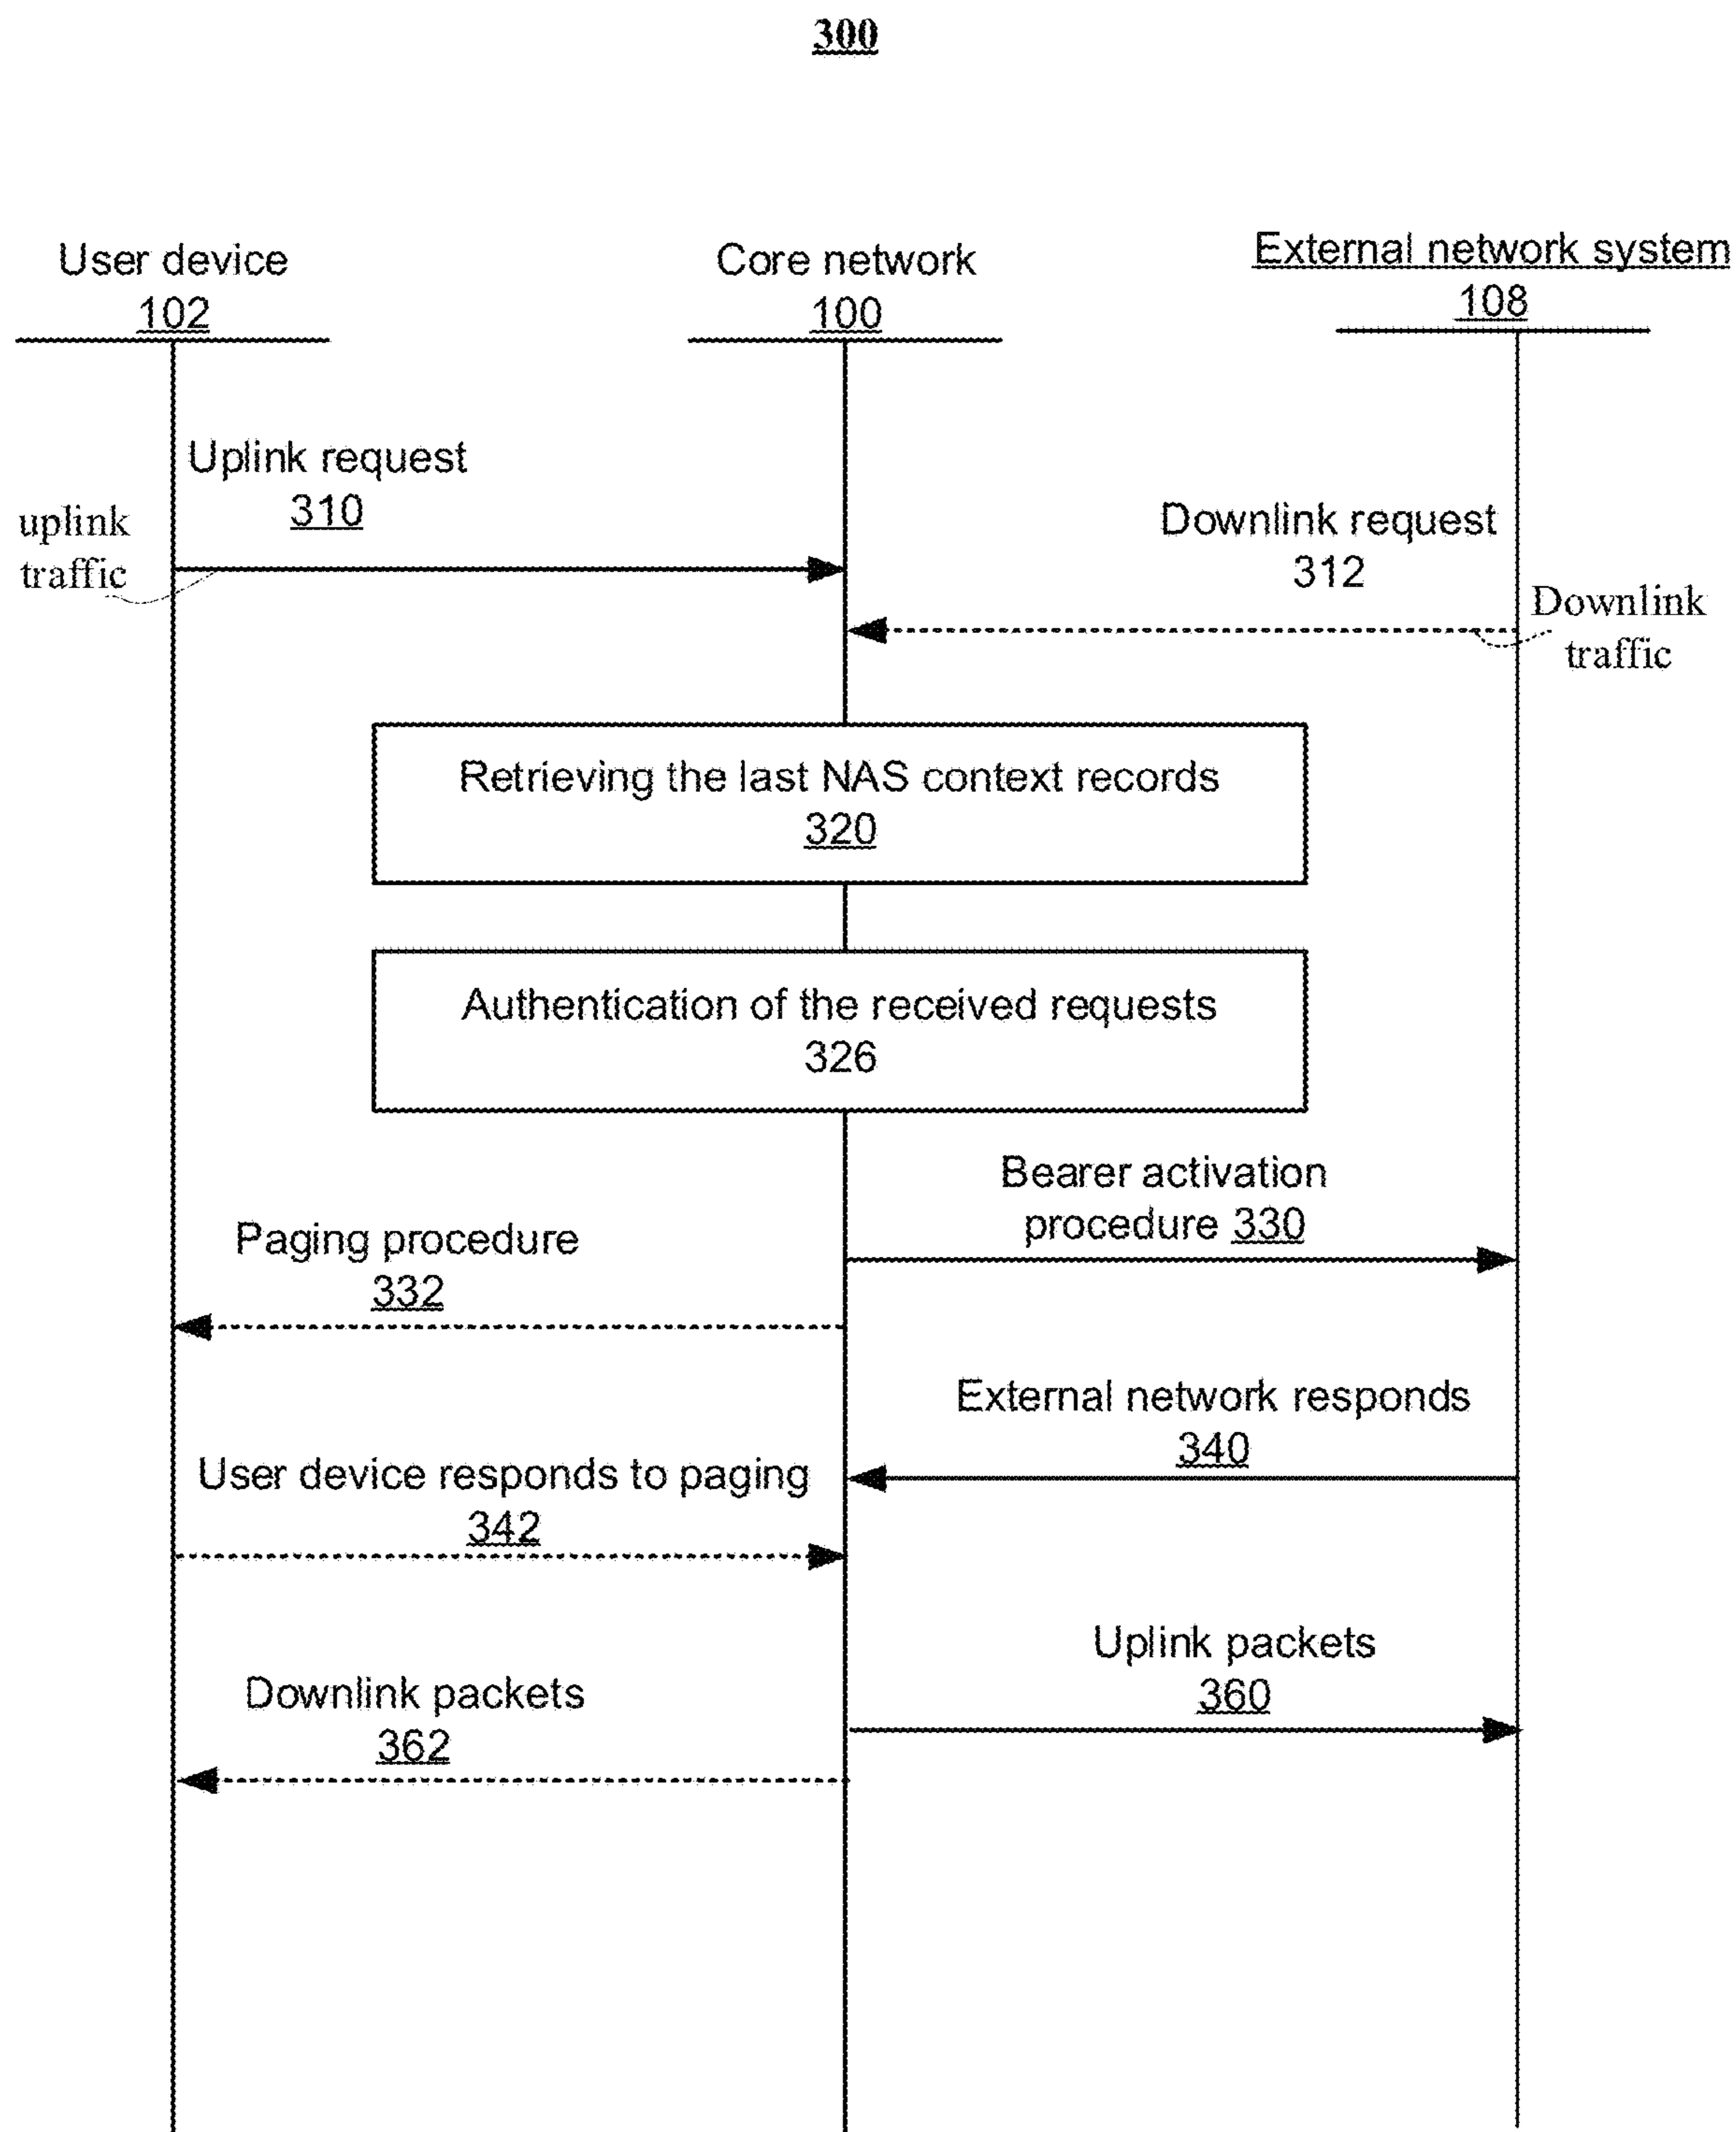 300
User device
102
Core network
100
External network system
108
Uplink request
310
uplink
traffic
Downlink request
312
Downlink
traffic
Retrieving the last NAS context records
320
Authentication of the received requests
326
Bearer activation
procedure 330
Paging procedure
332
External network responds
340
User device responds to paging
342
Uplink packets
360
Downlink packets
362